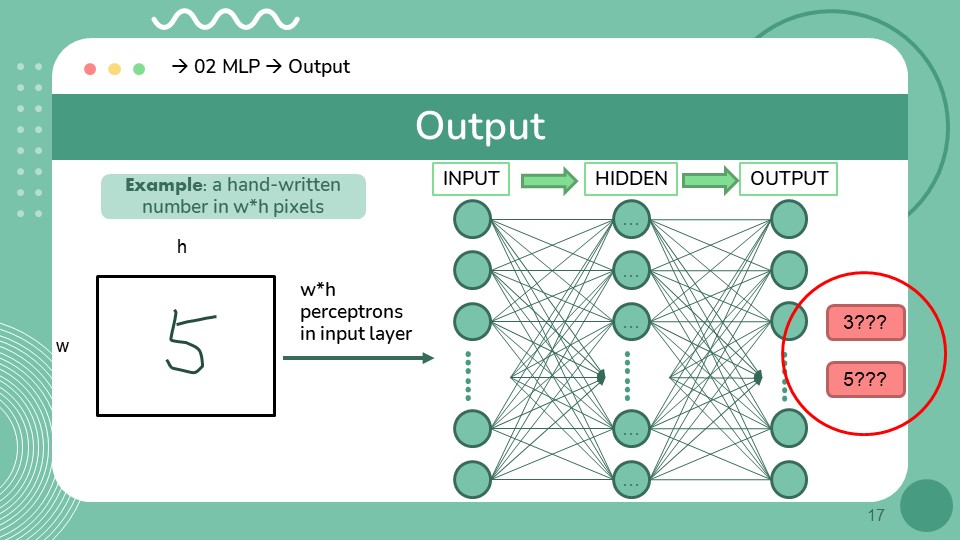 → 02 MLP → Output
Output
Example: a hand-written
number in w*h pixels
INPUT
HIDDEN
OUTPUT
h
w
5
w*h
perceptrons
in input layer
...
...
...
...
...
3???
5???
17